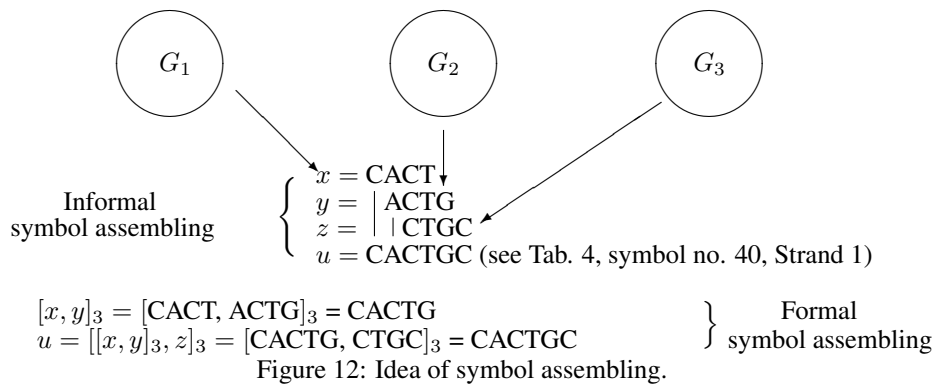 G₁ G₂ G₃
x = CACT
Informal
symbol assembling
y = ACTG
z = CTGC
u = CACTGC (see Tab. 4, symbol no. 40, Strand 1)
[x, y]₃ = [CACT, ACTG]₃ = CACTG
u = [[x, y]₃, z]₃ = [CACTG, CTGC]₃ = CACTGC
Formal
symbol assembling
Figure 12: Idea of symbol assembling.